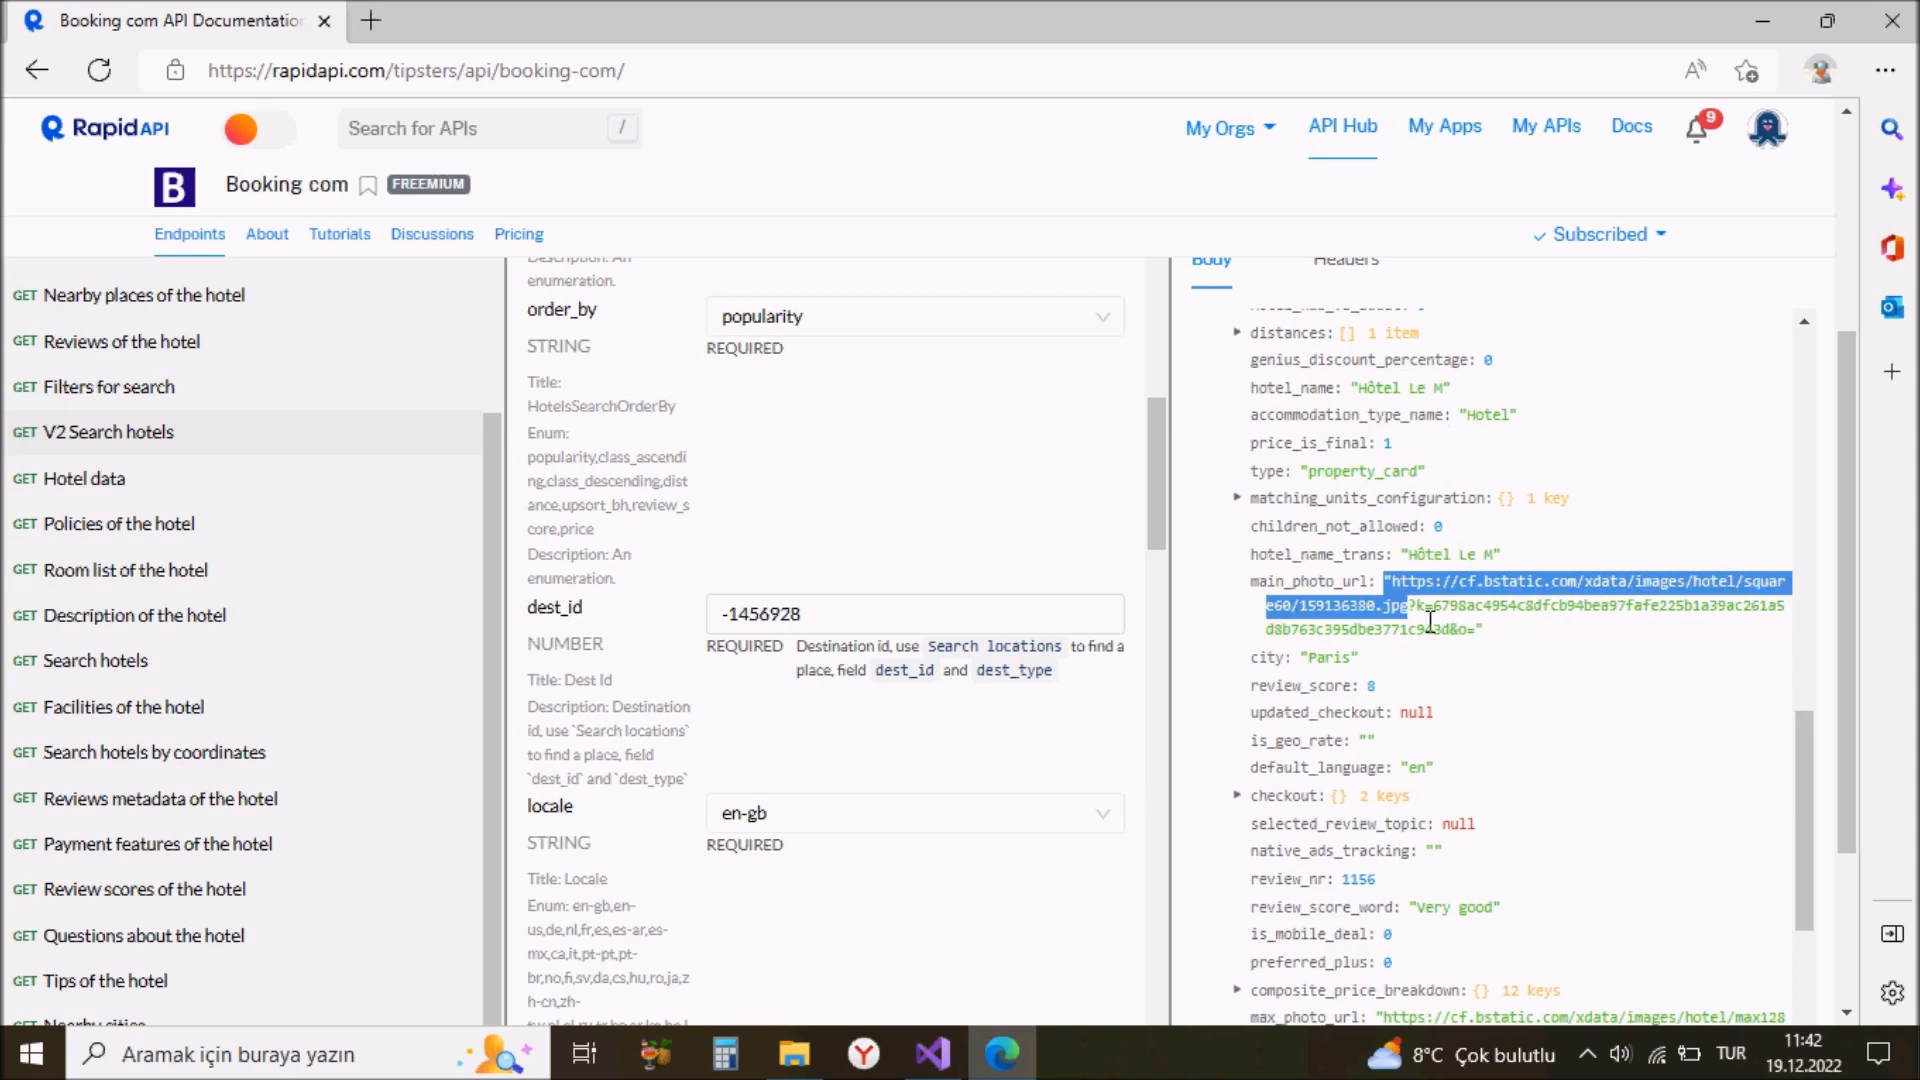 Booking com API Documentation
https://rapidapi.com/tipsters/api/booking-com/
Rapid API
Search for APIs
/
My Orgs
API Hub
My Apps
My APIs
Docs
9
B
Booking com
FREEMIUM
Endpoints
About
Tutorials
Discussions
Pricing
Subscribed
GET Nearby places of the hotel
GET Reviews of the hotel
GET Filters for search
GET V2 Search hotels
GET Hotel data
GET Policies of the hotel
GET Room list of the hotel
GET Description of the hotel
GET Search hotels
GET Facilities of the hotel
GET Search hotels by coordinates
GET Reviews metadata of the hotel
GET Payment features of the hotel
GET Review scores of the hotel
GET Questions about the hotel
GET Tips of the hotel
GET Nearby cities
Description: An
enumeration.
order_by
popularity
STRING
REQUIRED
Title:
HotelsSearchOrderBy
Enum:
popularity,class_ascendi
ng,class_descending,dist
ance,upsort_bh,review_s
core,price
Description: An
enumeration.
dest_id
-1456928
NUMBER
REQUIRED
Destination id, use Search locations to find a
place, field dest_id and dest_type
Title: Dest Id
Description: Destination
id, use `Search locations`
to find a place, field
`dest_id` and `dest_type`
locale
en-gb
STRING
REQUIRED
Title: Locale
Enum: en-gb,en-
us,de,nl,fr,es,es-ar,es-
mx,ca,it,pt-pt,pt-
br,no,fi,sv,da,cs,hu,ro,ja,z
h-cn,zh-
Body
Headers
distances: [] 1 item
genius_discount_percentage: 0
hotel_name: "Hôtel Le M"
accommodation_type_name: "Hotel"
price_is_final: 1
type: "property_card"
matching_units_configuration: {} 1 key
children_not_allowed: 0
hotel_name_trans: "Hôtel Le M"
main_photo_url: "https://cf.bstatic.com/xdata/images/hotel/squar
e60/159136380.jpg?k=6798ac4954c8dfcb94bea97fafe225b1a39ac261a5
d8b763c395dbe3771c943d&o="
city: "Paris"
review_score: 8
updated_checkout: null
is_geo_rate: ""
default_language: "en"
checkout: {} 2 keys
selected_review_topic: null
native_ads_tracking: ""
review_nr: 1156
review_score_word: "Very good"
is_mobile_deal: 0
preferred_plus: 0
composite_price_breakdown: {} 12 keys
max_photo_url: "https://cf.bstatic.com/xdata/images/hotel/max128
Aramak için buraya yazın
8°C Çok bulutlu
TUR
11:42
19.12.2022